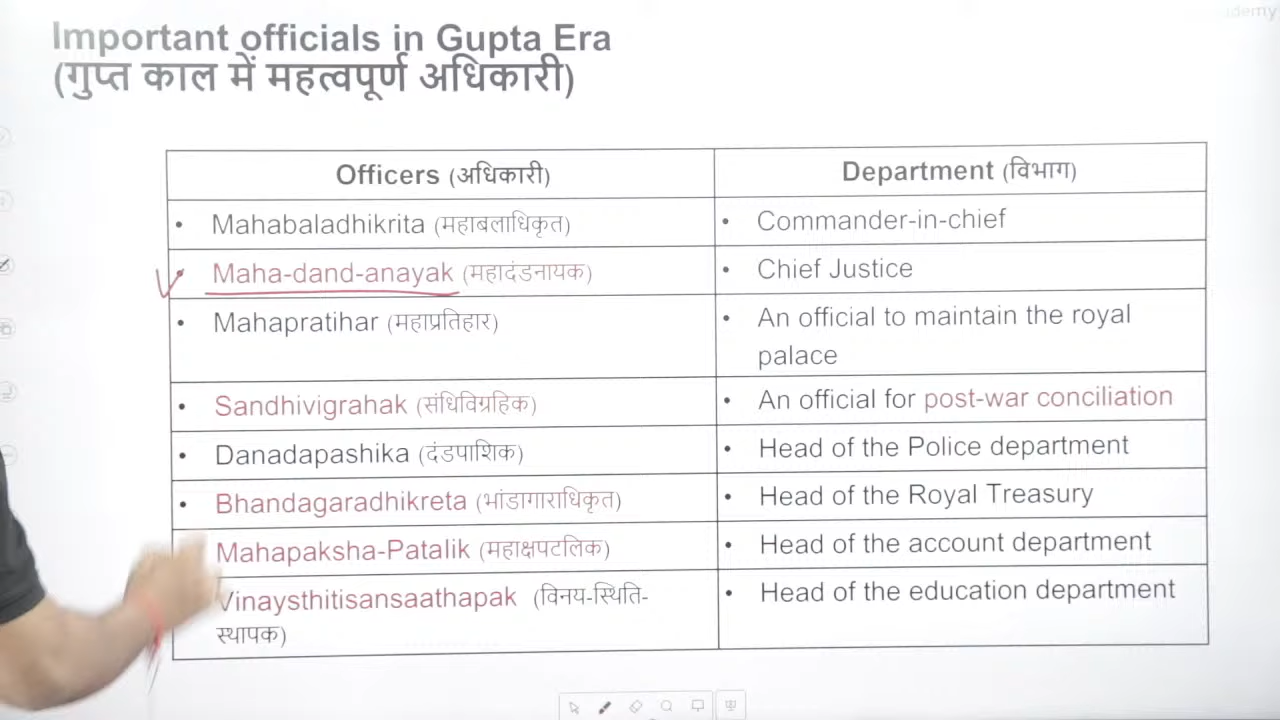 Important officials in Gupta Era
(गुप्त काल में महत्वपूर्ण अधिकारी)
Officers (अधिकारी)
Department (विभाग)
• Mahabaladhikrita (महाबलाधिकृत)
• Commander-in-chief
Maha-dand-anayak (महादंडनायक)
• Chief Justice
• Mahapratihar (महाप्रतिहार)
• An official to maintain the royal
palace
• Sandhivigrahak (संधिविग्रहिक)
• An official for post-war conciliation
• Danadapashika (दंडपाशिक)
• Head of the Police department
• Bhandagaradhikreta (भांडागाराधिकृत)
• Head of the Royal Treasury
Mahapaksha-Patalik (महाक्षपटलिक)
• Head of the account department
Vinaysthitisansaathapak (विनय-स्थिति-
स्थापक)
• Head of the education department